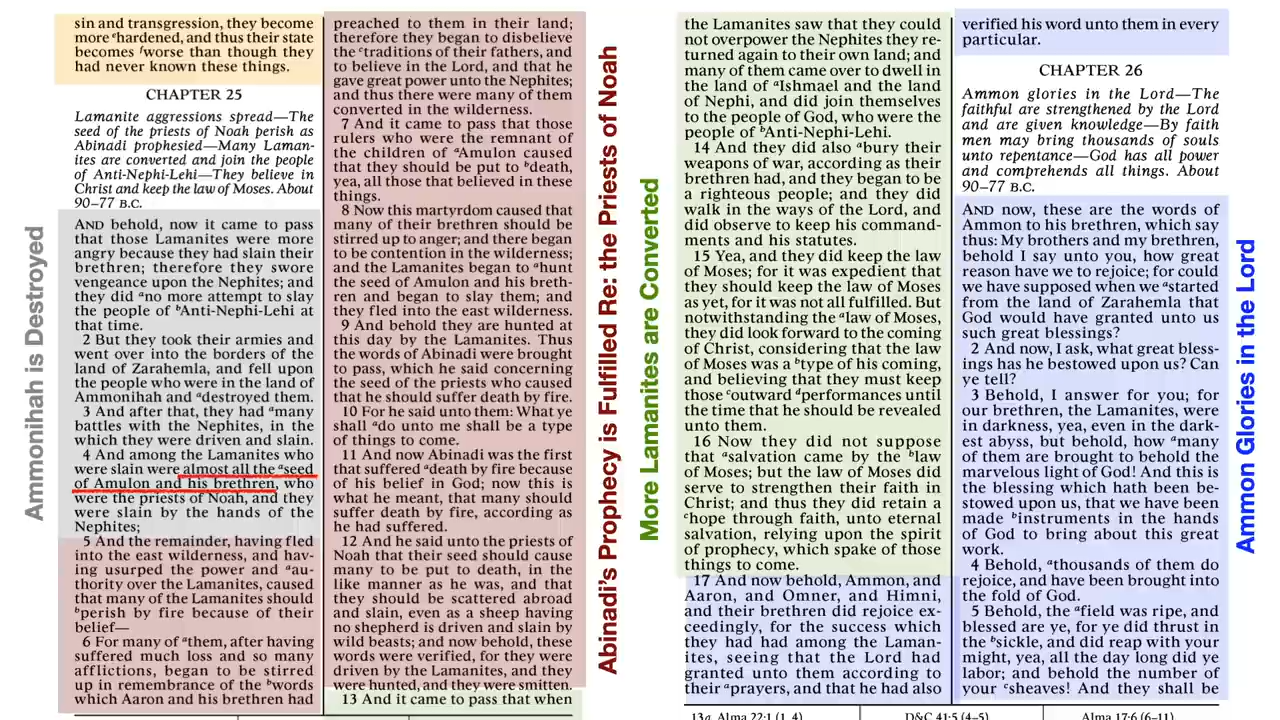 Ammonihah is Destroyed
sin and transgression, they become
more ᵉhardened, and thus their state
becomes ᶠworse than though they
had never known these things.
CHAPTER 25
Lamanite aggressions spread—The
seed of the priests of Noah perish as
Abinadi prophesied—Many Laman-
ites are converted and join the people
of Anti-Nephi-Lehi—They believe in
Christ and keep the law of Moses. About
90–77 B.C.
AND behold, now it came to pass
that those Lamanites were more
angry because they had slain their
brethren; therefore they swore
vengeance upon the Nephites; and
they did ᵃno more attempt to slay
the people of ᵇAnti-Nephi-Lehi at
that time.
2 But they took their armies and
went over into the borders of the
land of Zarahemla, and fell upon
the people who were in the land of
Ammonihah and ᵃdestroyed them.
3 And after that, they had ᵃmany
battles with the Nephites, in the
which they were driven and slain.
4 And among the Lamanites who
were slain were almost all the ᵃseed
of Amulon and his brethren, who
were the priests of Noah, and they
were slain by the hands of the
Nephites;
5 And the remainder, having fled
into the east wilderness, and hav-
ing usurped the power and ᵃau-
thority over the Lamanites, caused
that many of the Lamanites should
ᵇperish by fire because of their
belief—
6 For many of ᵃthem, after having
suffered much loss and so many
afflictions, began to be stirred
up in remembrance of the ᵇwords
which Aaron and his brethren had
preached to them in their land;
therefore they began to disbelieve
the ᶜtraditions of their fathers, and
to believe in the Lord, and that he
gave great power unto the Nephites;
and thus there were many of them
converted in the wilderness.
7 And it came to pass that those
rulers who were the remnant of
the children of ᵃAmulon caused
that they should be put to ᵇdeath,
yea, all those that believed in these
things.
8 Now this martyrdom caused that
many of their brethren should be
stirred up to anger; and there began
to be contention in the wilderness;
and the Lamanites began to ᵃhunt
the seed of Amulon and his breth-
ren and began to slay them; and
they fled into the east wilderness.
9 And behold they are hunted at
this day by the Lamanites. Thus
the words of Abinadi were brought
to pass, which he said concerning
the seed of the priests who caused
that he should suffer death by fire.
10 For he said unto them: What ye
shall ᵃdo unto me shall be a type
of things to come.
11 And now Abinadi was the first
that suffered ᵃdeath by fire because
of his belief in God; now this is
what he meant, that many should
suffer death by fire, according as
he had suffered.
12 And he said unto the priests of
Noah that their seed should cause
many to be put to death, in the
like manner as he was, and that
they should be scattered abroad
and slain, even as a sheep having
no shepherd is driven and slain by
wild beasts; and now behold, these
words were verified, for they were
driven by the Lamanites, and they
were hunted, and they were smitten.
13 And it came to pass that when
Abinadi's Prophecy is Fulfilled Re: the Priests of Noah
More Lamanites are Converted
the Lamanites saw that they could
not overpower the Nephites they re-
turned again to their own land; and
many of them came over to dwell in
the land of ᵃIshmael and the land
of Nephi, and did join themselves
to the people of God, who were the
people of ᵇAnti-Nephi-Lehi.
14 And they did also ᵃbury their
weapons of war, according as their
brethren had, and they began to be
a righteous people; and they did
walk in the ways of the Lord, and
did observe to keep his command-
ments and his statutes.
15 Yea, and they did keep the law
of Moses; for it was expedient that
they should keep the law of Moses
as yet, for it was not all fulfilled. But
notwithstanding the ᵃlaw of Moses,
they did look forward to the coming
of Christ, considering that the law
of Moses was a ᵇtype of his coming,
and believing that they must keep
those ᶜoutward ᵈperformances until
the time that he should be revealed
unto them.
16 Now they did not suppose
that ᵃsalvation came by the ᵇlaw
of Moses; but the law of Moses did
serve to strengthen their faith in
Christ; and thus they did retain a
ᶜhope through faith, unto eternal
salvation, relying upon the spirit
of prophecy, which spake of those
things to come.
17 And now behold, Ammon, and
Aaron, and Omner, and Himni,
and their brethren did rejoice ex-
ceedingly, for the success which
they had had among the Laman-
ites, seeing that the Lord had
granted unto them according to
their ᵃprayers, and that he had also
verified his word unto them in every
particular.
CHAPTER 26
Ammon glories in the Lord—The
faithful are strengthened by the Lord
and are given knowledge—By faith
men may bring thousands of souls
unto repentance—God has all power
and comprehends all things. About
90–77 B.C.
AND now, these are the words of
Ammon to his brethren, which say
thus: My brothers and my brethren,
behold I say unto you, how great
reason have we to rejoice; for could
we have supposed when we ᵃstarted
from the land of Zarahemla that
God would have granted unto us
such great blessings?
2 And now, I ask, what great bless-
ings has he bestowed upon us? Can
ye tell?
3 Behold, I answer for you; for
our brethren, the Lamanites, were
in darkness, yea, even in the dark-
est abyss, but behold, how ᵃmany
of them are brought to behold the
marvelous light of God! And this is
the blessing which hath been be-
stowed upon us, that we have been
made ᵇinstruments in the hands
of God to bring about this great
work.
4 Behold, ᵃthousands of them do
rejoice, and have been brought into
the fold of God.
5 Behold, the ᵃfield was ripe, and
blessed are ye, for ye did thrust in
the ᵇsickle, and did reap with your
might, yea, all the day long did ye
labor; and behold the number of
your ᶜsheaves! And they shall be
Ammon Glories in the Lord
13a Alma 22:1 (1, 4)
D&C 41:5 (4–5)
Alma 17:6 (6–11)